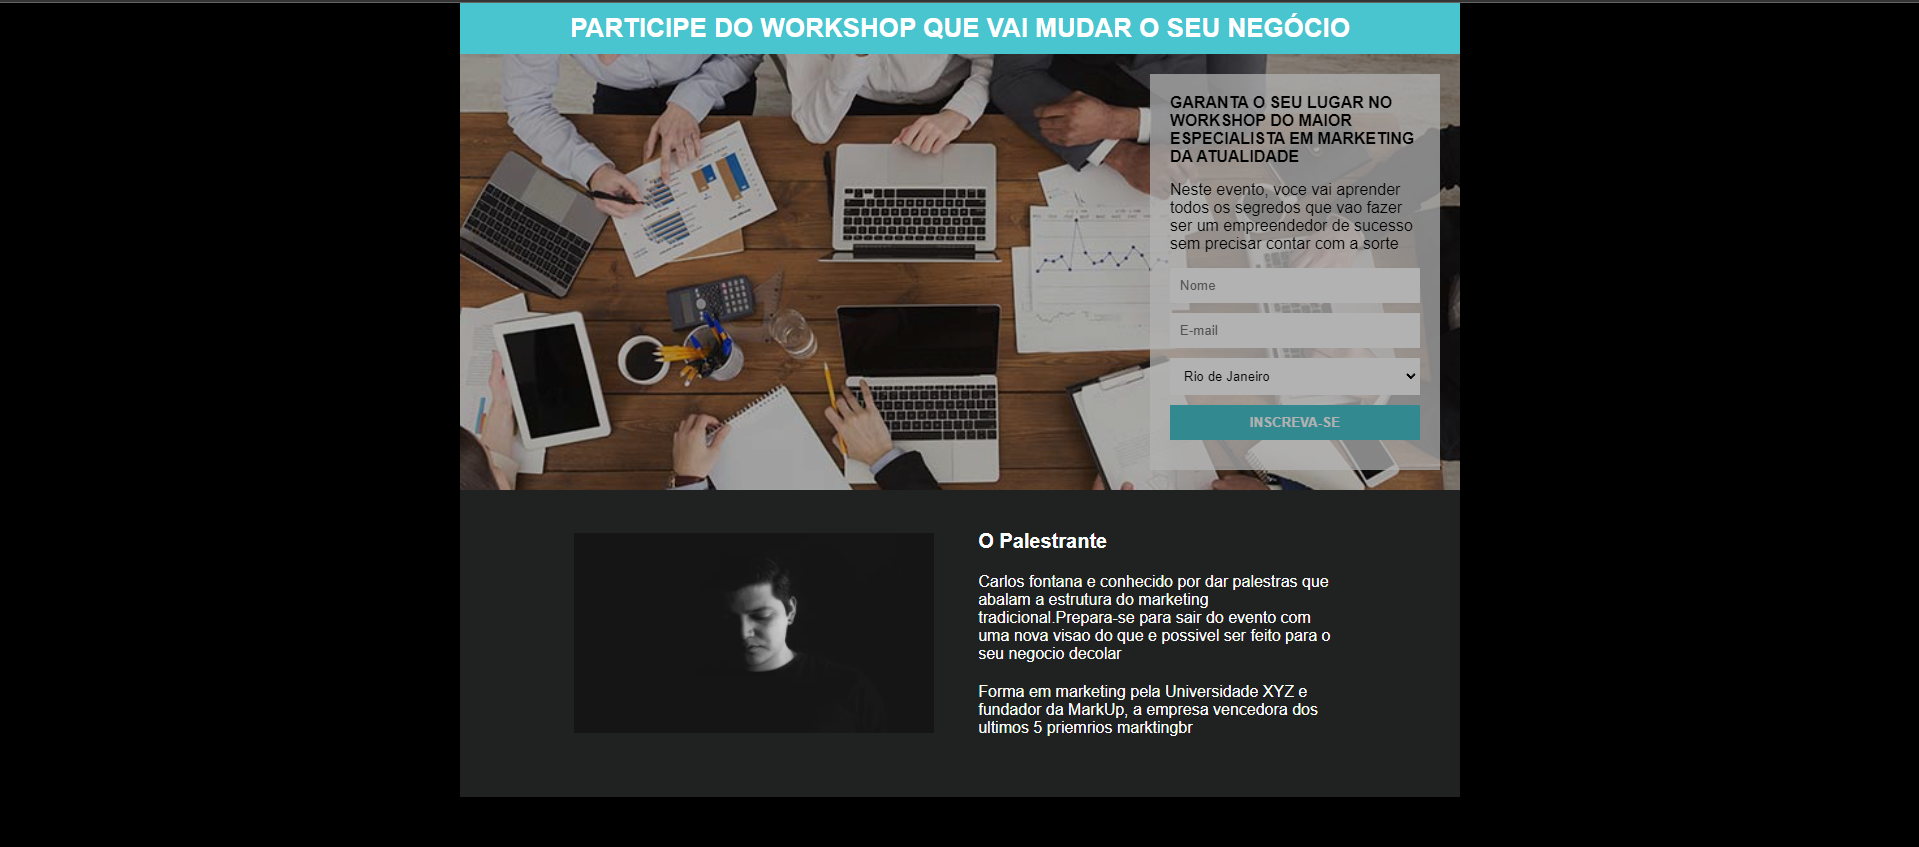 PARTICIPE DO WORKSHOP QUE VAI MUDAR O SEU NEGÓCIO
GARANTA O SEU LUGAR NO
WORKSHOP DO MAIOR
ESPECIALISTA EM MARKETING
DA ATUALIDADE
Neste evento, voce vai aprender
todos os segredos que vao fazer
ser um empreendedor de sucesso
sem precisar contar com a sorte
Nome
E-mail
Rio de Janeiro
INSCREVA-SE
O Palestrante
Carlos fontana e conhecido por dar palestras que
abalam a estrutura do marketing
tradicional.Prepara-se para sair do evento com
uma nova visao do que e possivel ser feito para o
seu negocio decolar
Forma em marketing pela Universidade XYZ e
fundador da MarkUp, a empresa vencedora dos
ultimos 5 priemrios marktingbr